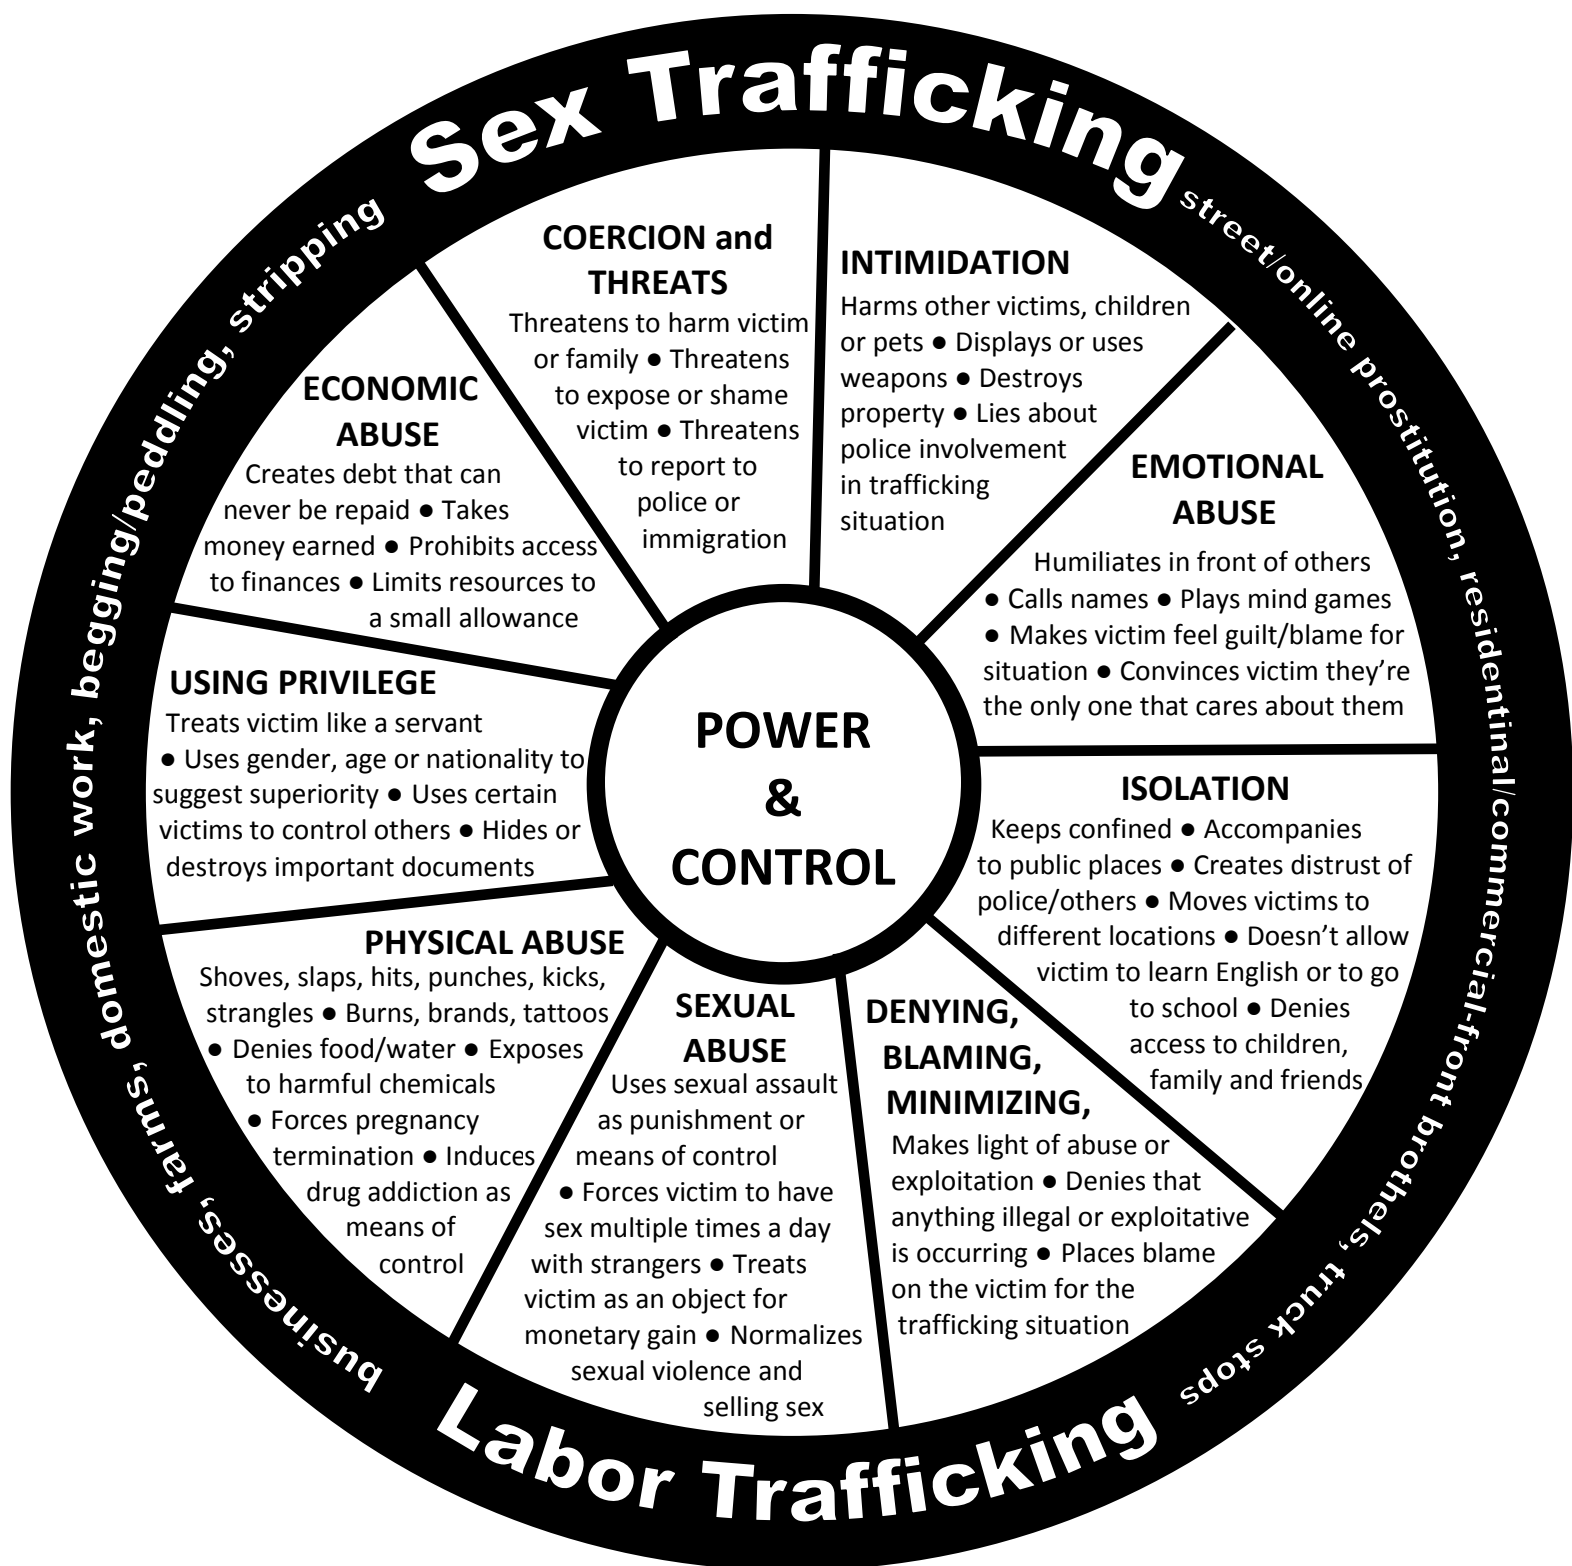 Sex Trafficking
street/online prostitution, residentinal/commercial-front brothels, truck stops
Labor Trafficking
businesses, farms, domestic work, begging/peddling, stripping
COERCION and
THREATS
Threatens to harm victim
or family ● Threatens
to expose or shame
victim ● Threatens
to report to
police or
immigration
INTIMIDATION
Harms other victims, children
or pets ● Displays or uses
weapons ● Destroys
property ● Lies about
police involvement
in trafficking
situation
EMOTIONAL
ABUSE
Humiliates in front of others
● Calls names ● Plays mind games
● Makes victim feel guilt/blame for
situation ● Convinces victim they’re
the only one that cares about them
ISOLATION
Keeps confined ● Accompanies
to public places ● Creates distrust of
police/others ● Moves victims to
different locations ● Doesn’t allow
victim to learn English or to go
to school ● Denies
access to children,
family and friends
DENYING,
BLAMING,
MINIMIZING,
Makes light of abuse or
exploitation ● Denies that
anything illegal or exploitative
is occurring ● Places blame
on the victim for the
trafficking situation
SEXUAL
ABUSE
Uses sexual assault
as punishment or
means of control
● Forces victim to have
sex multiple times a day
with strangers ● Treats
victim as an object for
monetary gain ● Normalizes
sexual violence and
selling sex
PHYSICAL ABUSE
Shoves, slaps, hits, punches, kicks,
strangles ● Burns, brands, tattoos
● Denies food/water ● Exposes
to harmful chemicals
● Forces pregnancy
termination ● Induces
drug addiction as
means of
control
USING PRIVILEGE
Treats victim like a servant
● Uses gender, age or nationality to
suggest superiority ● Uses certain
victims to control others ● Hides or
destroys important documents
ECONOMIC
ABUSE
Creates debt that can
never be repaid ● Takes
money earned ● Prohibits access
to finances ● Limits resources to
a small allowance
POWER
&
CONTROL